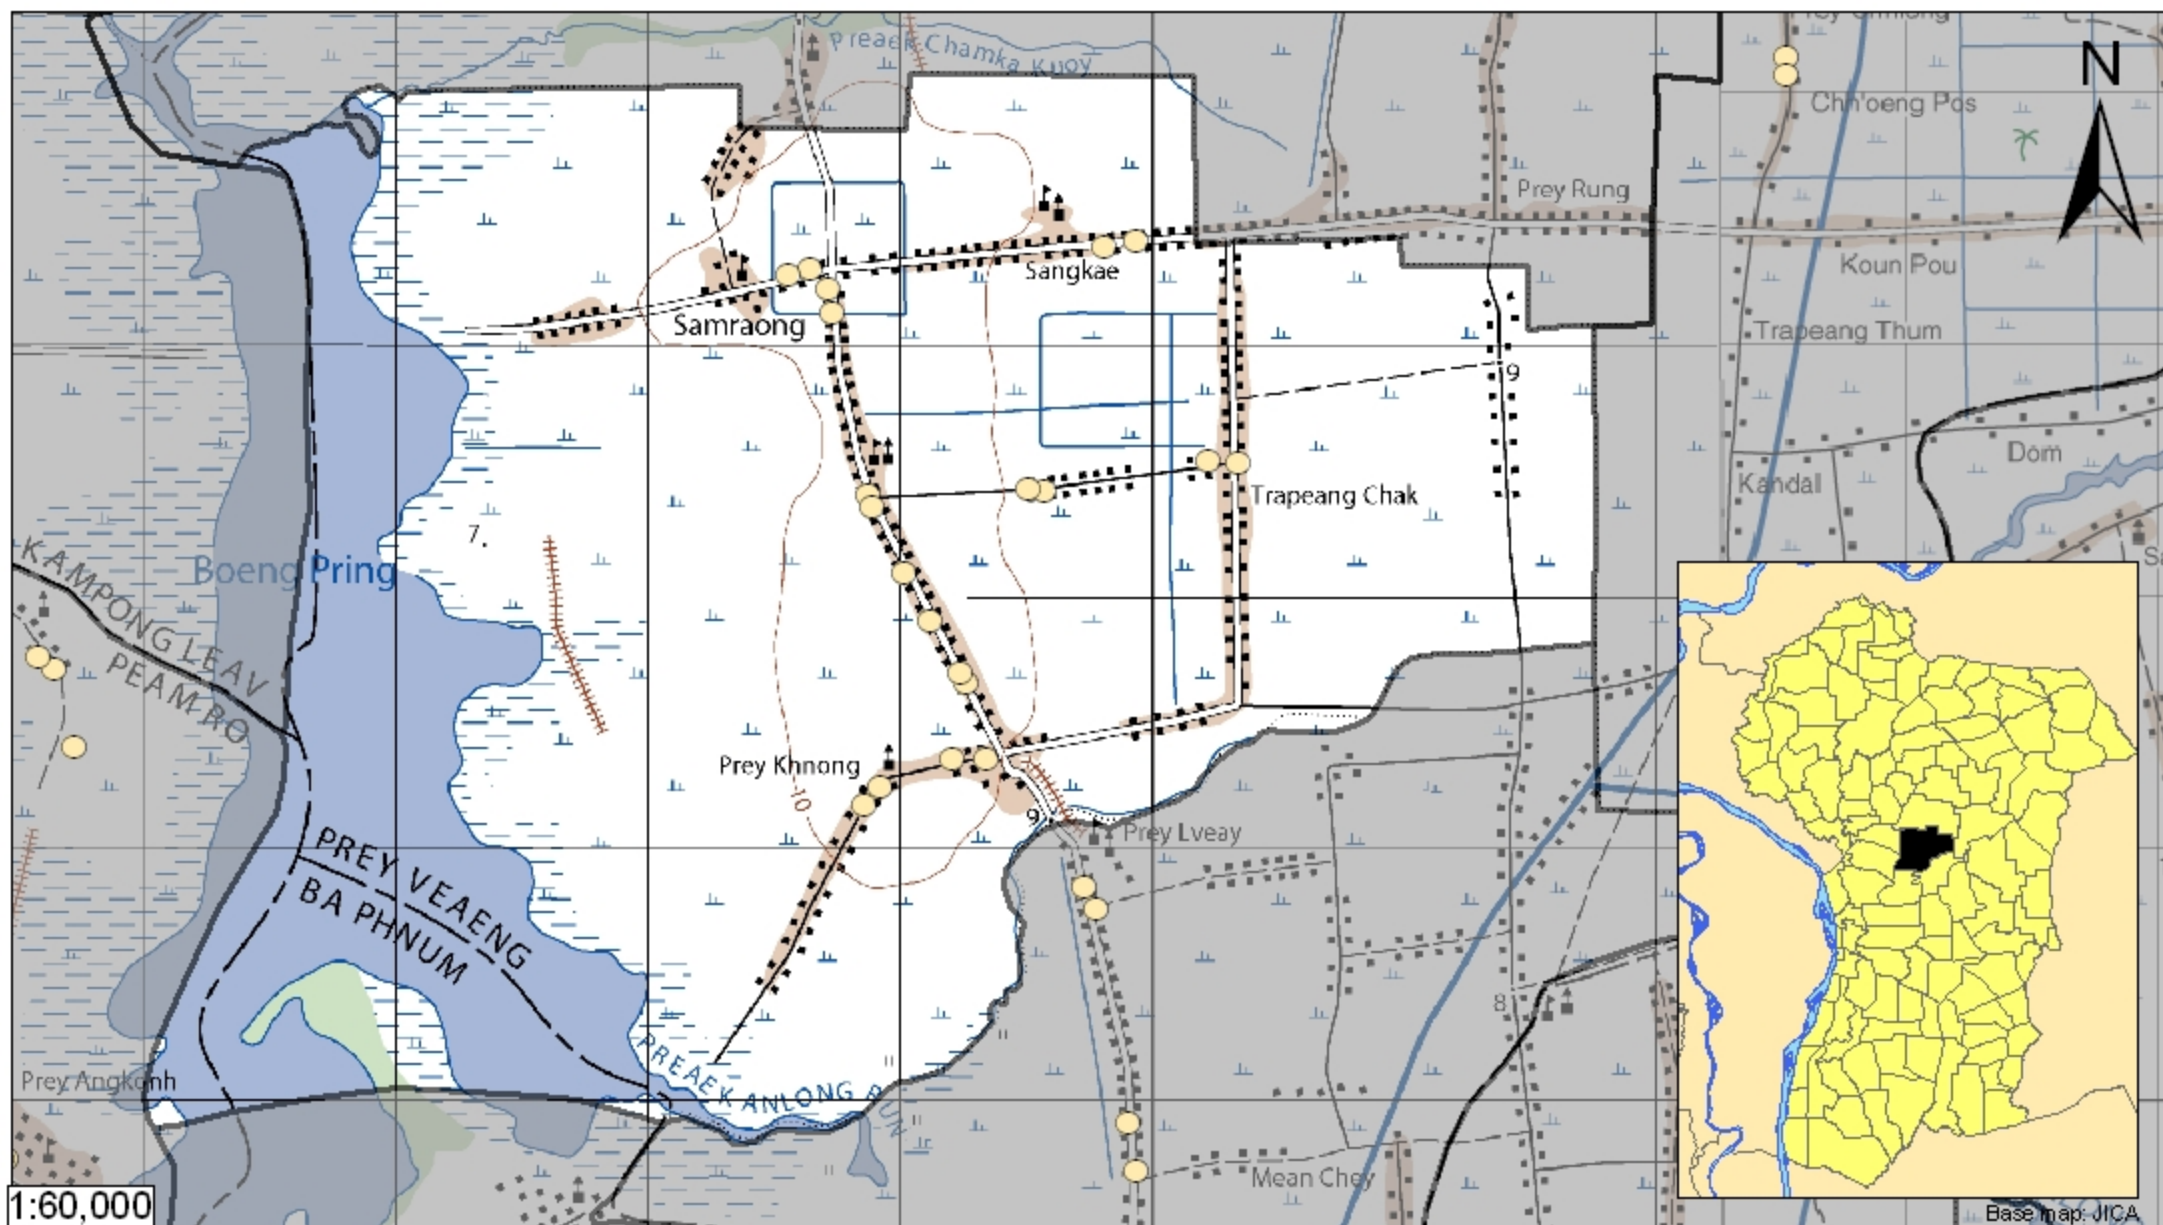 Preaek Chamka Kuoy
N
Chh'oeng Pos
Prey Rung
Koun Pou
Sangkae
Samraong
Trapeang Thum
9
Dom
Kandal
Trapeang Chak
7.
Boeng Pring
KAMPONG LEAV
PEAM RO
Prey Khnong
10
9
Prey Lveay
PREY VEAENG
BA PHNUM
8
PREAEK ANLONG RUN
Prey Angkonh
Mean Chey
1:60,000
Base map: JICA